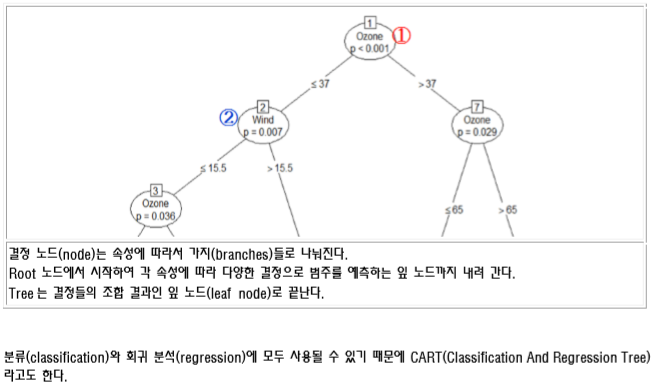 1
Ozone
p < 0.001
①
≤ 37
> 37
②
2
Wind
p = 0.007
7
Ozone
p = 0.029
≤ 15.5
> 15.5
3
Ozone
p = 0.036
≤ 65
> 65
결정 노드(node)는 속성에 따라서 가지(branches)들로 나눠진다.
Root 노드에서 시작하여 각 속성에 따라 다양한 결정으로 범주를 예측하는 잎 노드까지 내려 간다.
Tree는 결정들의 조합 결과인 잎 노드(leaf node)로 끝난다.
분류(classification)와 회귀 분석(regression)에 모두 사용될 수 있기 때문에 CART(Classification And Regression Tree)
라고도 한다.